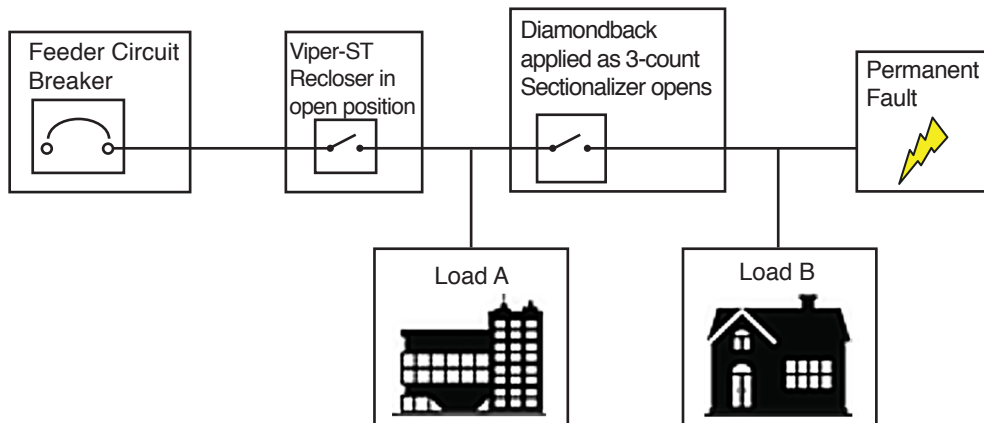 Feeder Circuit
Breaker
Viper-ST
Recloser in
open position
Diamondback
applied as 3-count
Sectionalizer opens
Permanent
Fault
Load A
Load B